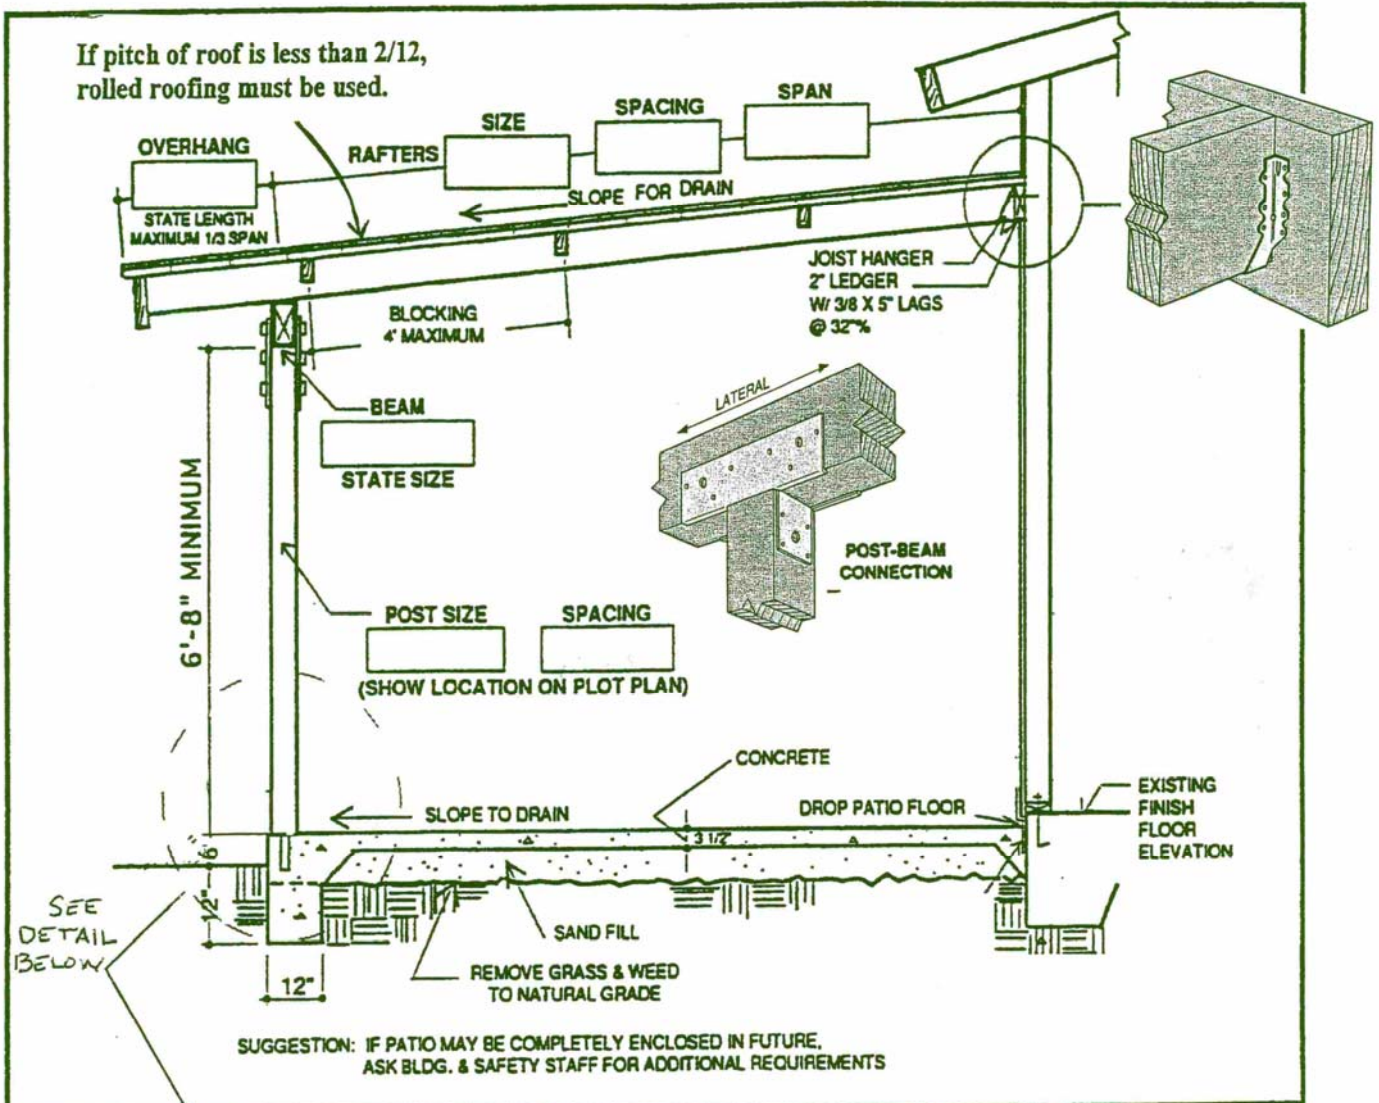 If pitch of roof is less than 2/12,
rolled roofing must be used.
OVERHANG
STATE LENGTH
MAXIMUM 1/3 SPAN
RAFTERS
SIZE
SPACING
SPAN
SLOPE FOR DRAIN
JOIST HANGER
2" LEDGER
W/ 3/8 X 5" LAGS
@ 32"%
BLOCKING
4' MAXIMUM
BEAM
STATE SIZE
LATERAL
POST-BEAM
CONNECTION
6'-8" MINIMUM
POST SIZE
SPACING
(SHOW LOCATION ON PLOT PLAN)
CONCRETE
SLOPE TO DRAIN
DROP PATIO FLOOR
EXISTING
FINISH
FLOOR
ELEVATION
3 1/2
6"
12"
SEE
DETAIL
BELOW
SAND FILL
12"
REMOVE GRASS & WEED
TO NATURAL GRADE
SUGGESTION: IF PATIO MAY BE COMPLETELY ENCLOSED IN FUTURE,
ASK BLDG. & SAFETY STAFF FOR ADDITIONAL REQUIREMENTS